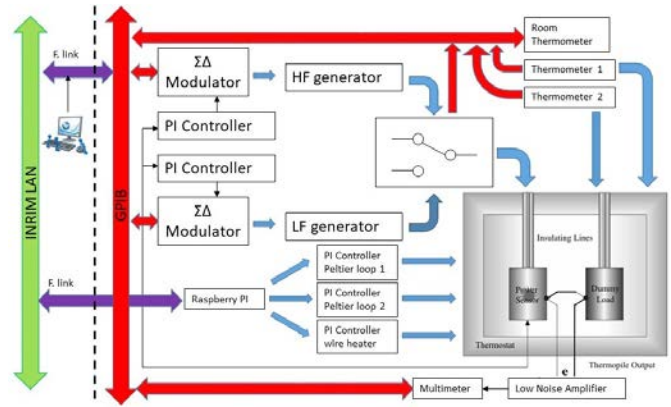 Room
Thermometer
F. link
ΣΔ
Modulator
HF generator
Thermometer 1
Thermometer 2
PI Controller
PI Controller
INRIM LAN
GPIB
ΣΔ
Modulator
LF generator
Insulating Lines
F. link
PI Controller
Peltier loop 1
Raspberry PI
PI Controller
Peltier loop 2
Power
Sensor
Dummy
Load
PI Controller
wire heater
Thermostat
Thermopile Output
e
Multimeter
Low Noise Amplifier